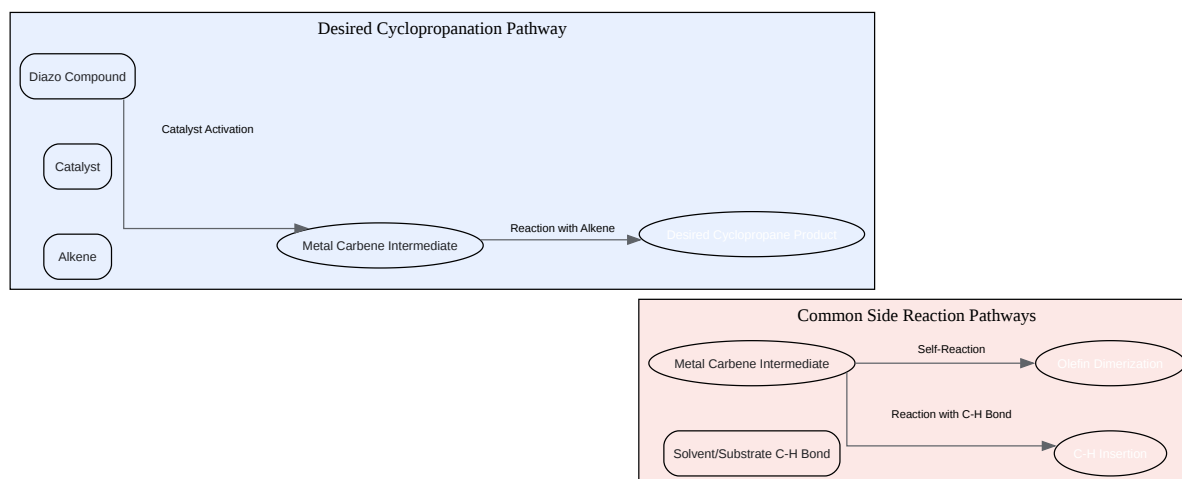 Desired Cyclopropanation Pathway
Diazo Compound
Catalyst Activation
Catalyst
Reaction with Alkene
Desired Cyclopropane Product
Metal Carbene Intermediate
Alkene
Common Side Reaction Pathways
Self-Reaction
Metal Carbene Intermediate
Olefin Dimerization
Reaction with C-H Bond
Solvent/Substrate C-H Bond
C-H Insertion